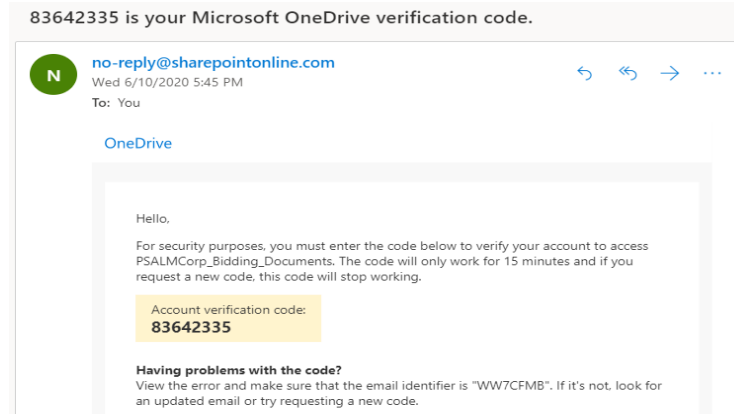 83642335 is your Microsoft OneDrive verification code.
N
no-reply@sharepointonline.com
Wed 6/10/2020 5:45 PM
To: You
OneDrive
Hello,
For security purposes, you must enter the code below to verify your account to access
PSALMCorp_Bidding_Documents. The code will only work for 15 minutes and if you
request a new code, this code will stop working.
Account verification code:
83642335
Having problems with the code?
View the error and make sure that the email identifier is "WW7CFMB". If it's not, look for
an updated email or try requesting a new code.